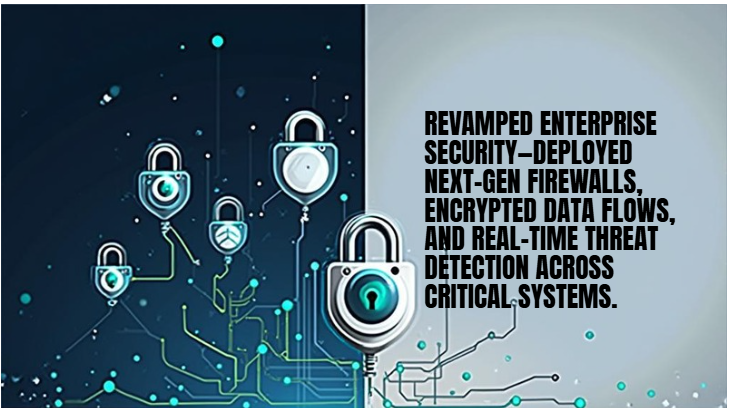 REVAMPED ENTERPRISE
SECURITY—DEPLOYED
NEXT-GEN FIREWALLS,
ENCRYPTED DATA FLOWS,
AND REAL-TIME THREAT
DETECTION ACROSS
CRITICAL SYSTEMS.